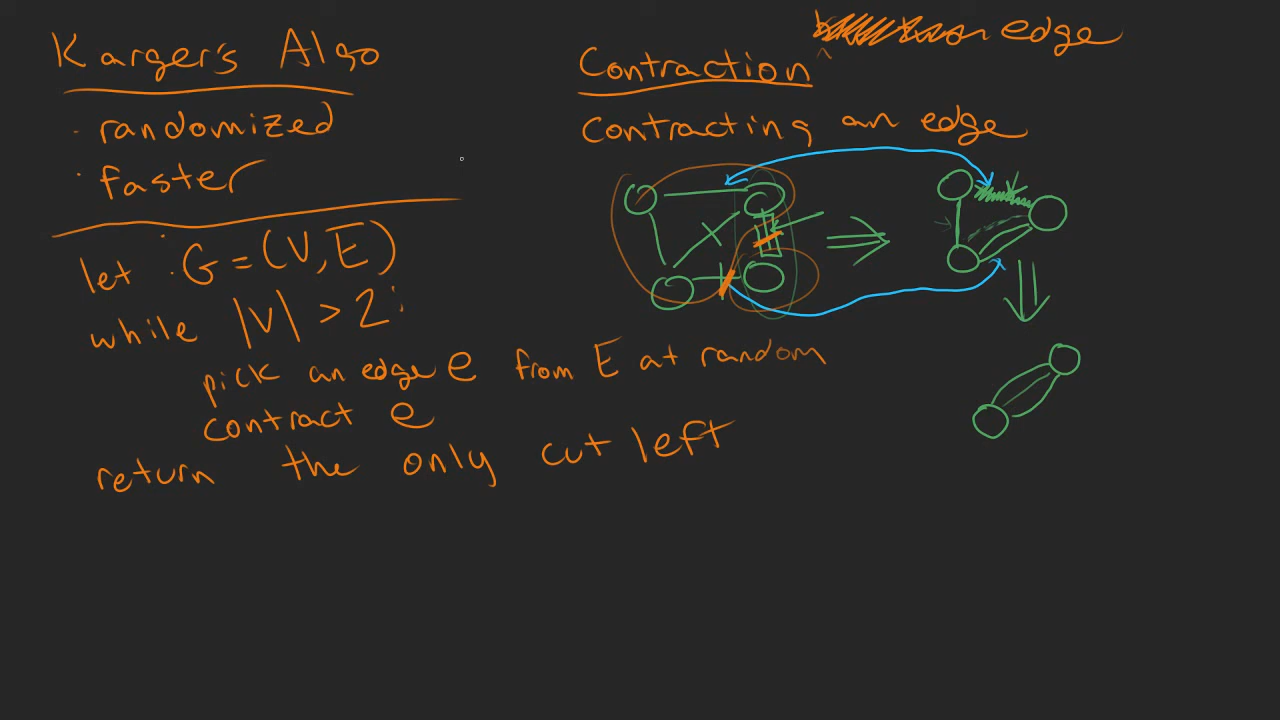 Karger's Algo
· randomized
· faster
let G = (V, E)
while |V| > 2:
pick an edge e from E at random
contract e
return the only cut left
edge
Contraction
contracting an edge